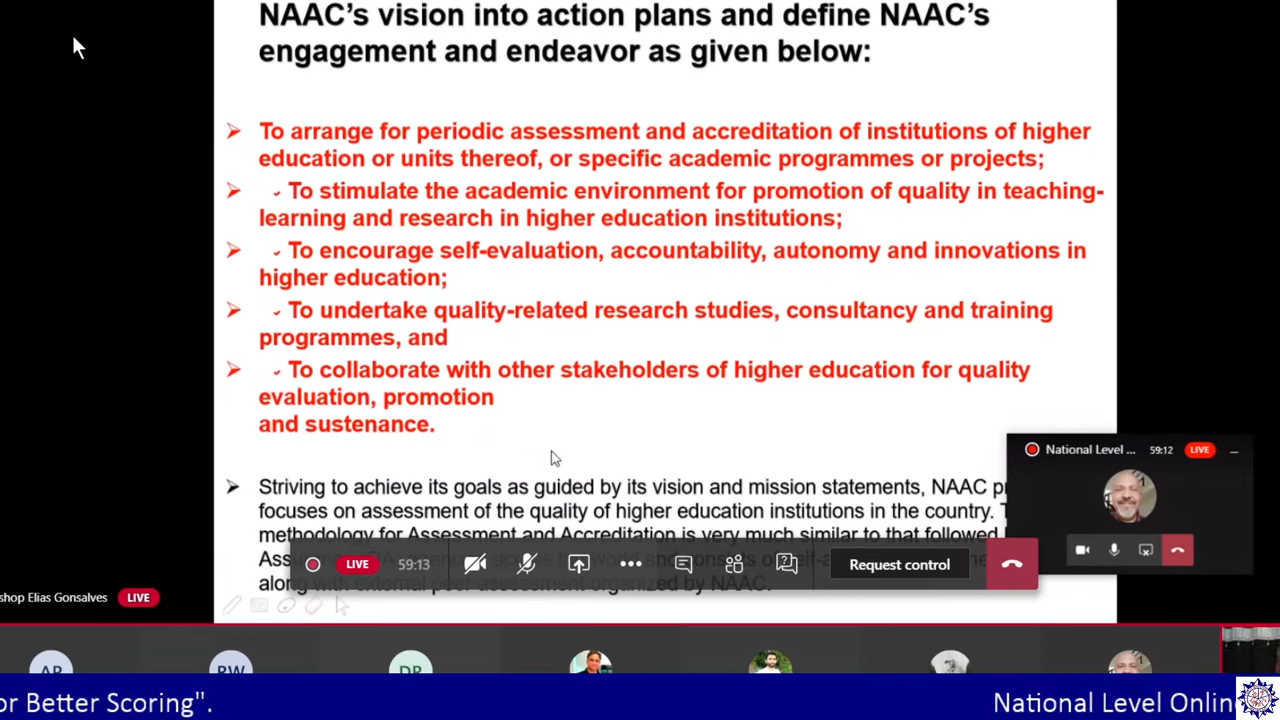 NAAC’s vision into action plans and define NAAC’s
engagement and endeavor as given below:
To arrange for periodic assessment and accreditation of institutions of higher
education or units thereof, or specific academic programmes or projects;
To stimulate the academic environment for promotion of quality in teaching-
learning and research in higher education institutions;
To encourage self-evaluation, accountability, autonomy and innovations in
higher education;
To undertake quality-related research studies, consultancy and training
programmes, and
To collaborate with other stakeholders of higher education for quality
evaluation, promotion
and sustenance.
Striving to achieve its goals as guided by its vision and mission statements, NAAC
focuses on assessment of the quality of higher education institutions in the country.
methodology for Assessment and Accreditation is very much similar to that followed
along with external peer assessment organized by NAAC.
National Level ... 59:12 LIVE
LIVE 59:13 Request control
shop Elias Gonsalves LIVE
AP BW DR
or Better Scoring". National Level Onlin